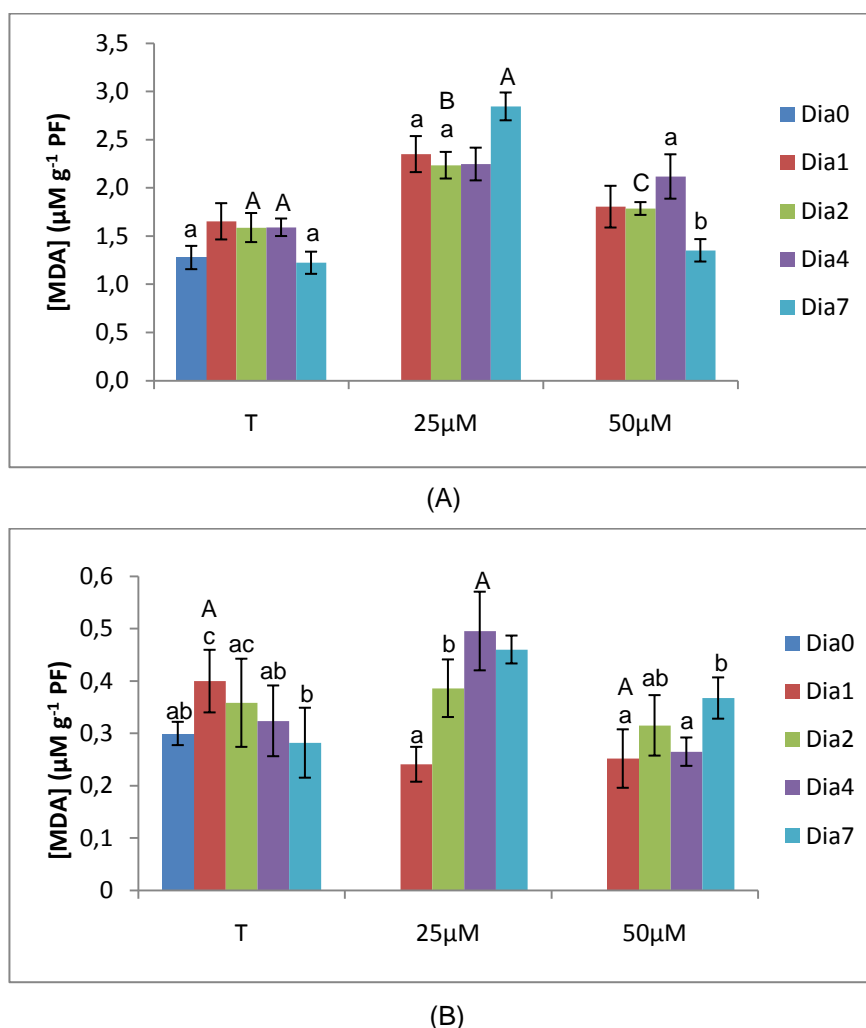 [MDA] (µM g-1 PF)
3,5
3,0
2,5
2,0
1,5
1,0
0,5
0,0
a
A
A
a
a
B
a
A
C
a
b
T
25µM
50µM
Dia0
Dia1
Dia2
Dia4
Dia7
(A)
[MDA] (µM g-1 PF)
0,6
0,5
0,4
0,3
0,2
0,1
0
ab
A
c
ac
ab
b
a
b
A
A
a
ab
a
b
T
25µM
50µM
Dia0
Dia1
Dia2
Dia4
Dia7
(B)